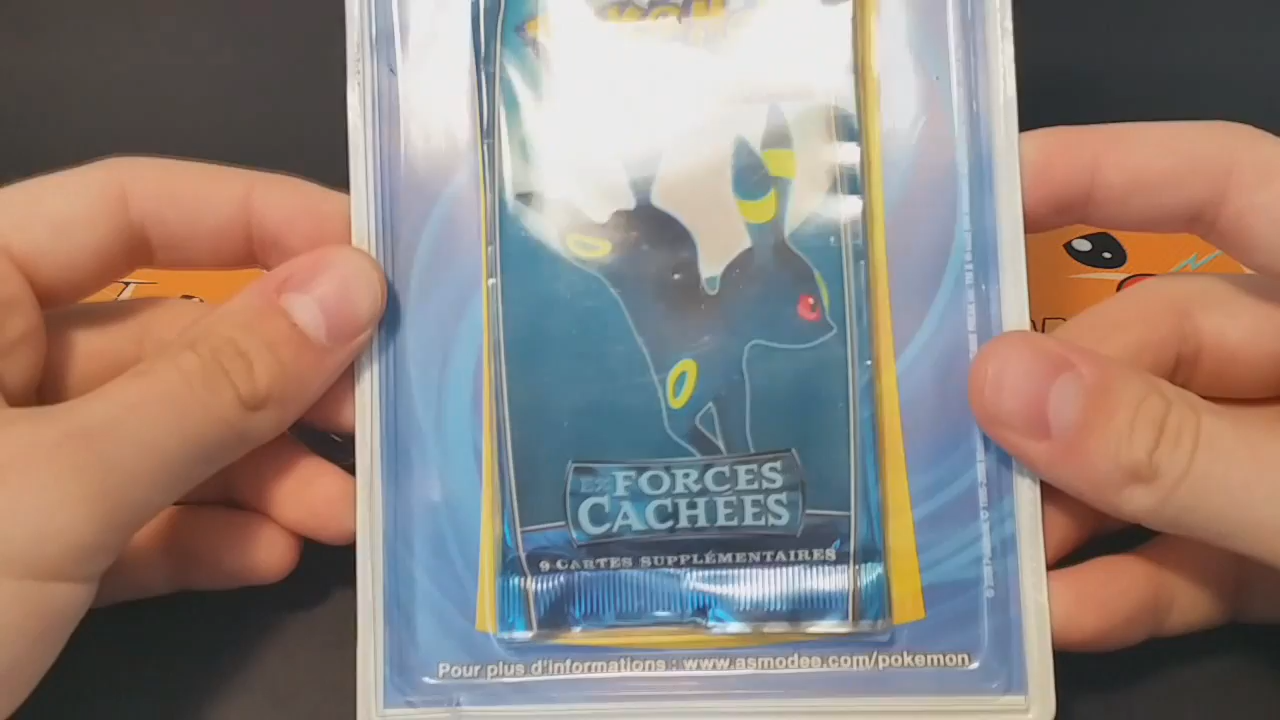 EX FORCES
CACHÉES
9 CARTES SUPPLÉMENTAIRES
Pour plus d'informations : www.asmodee.com/pokemon